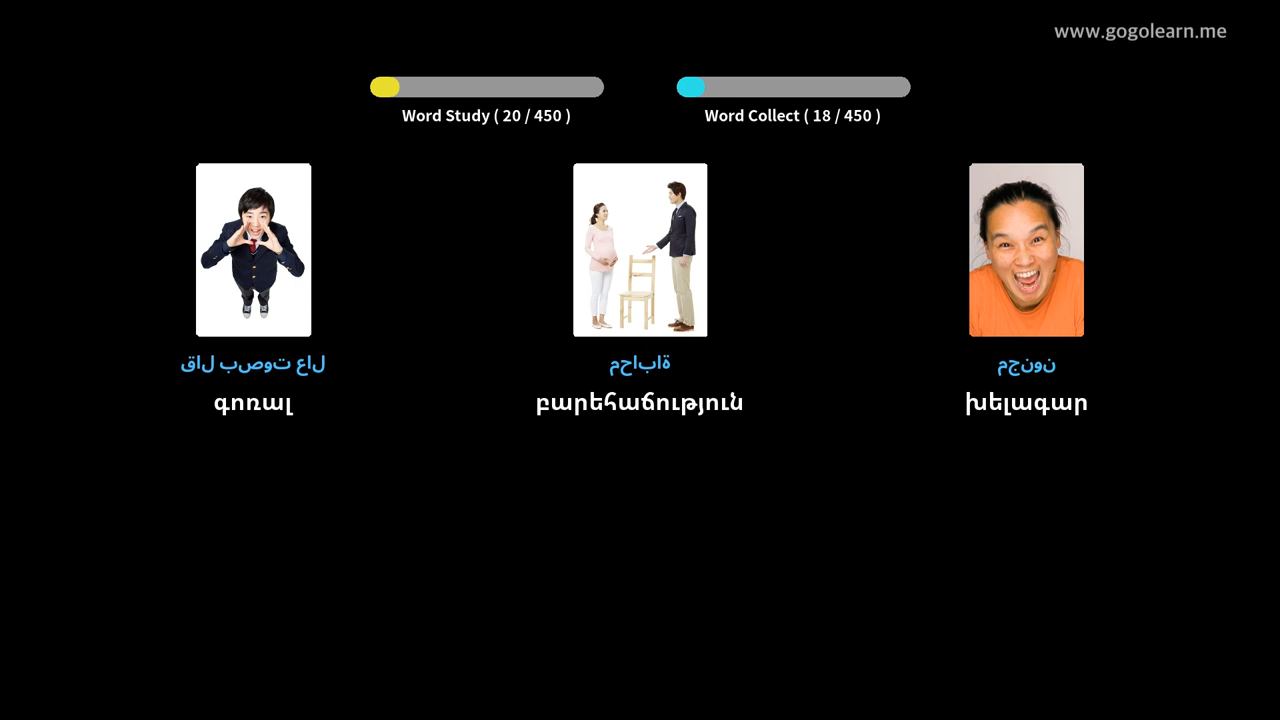 www.gogolearn.me
Word Study ( 20 / 450 )
Word Collect ( 18 / 450 )
قال بصوت عال
محاباة
مجنون
գոռալ
բարեհաճություն
խելագար